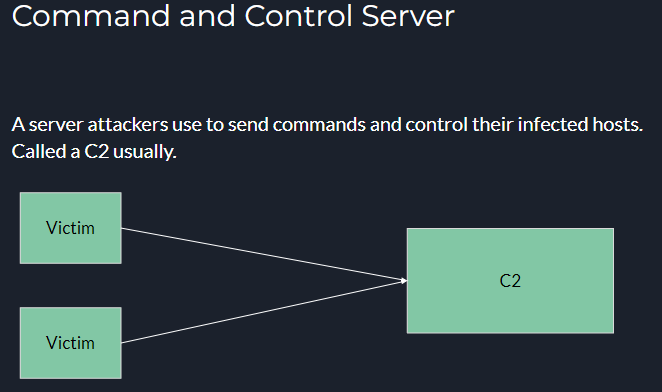 Command and Control Server
A server attackers use to send commands and control their infected hosts.
Called a C2 usually.
Victim
C2
Victim